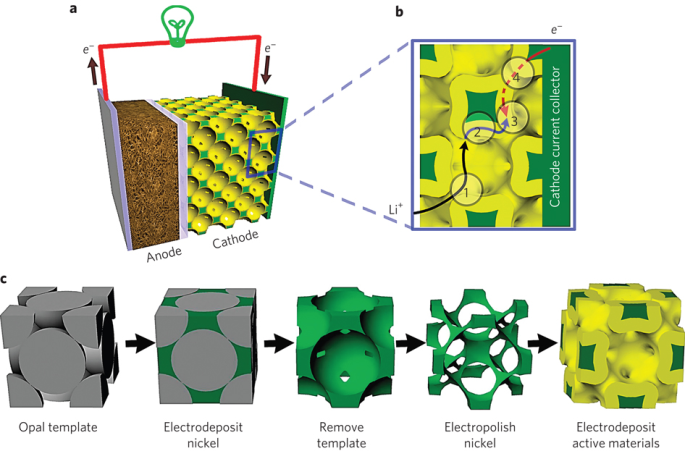 a
e⁻
e⁻
Anode
Cathode
b
e⁻
4
3
2
1
Li⁺
Cathode current collector
c
Opal template
Electrodeposit
nickel
Remove
template
Electropolish
nickel
Electrodeposit
active materials